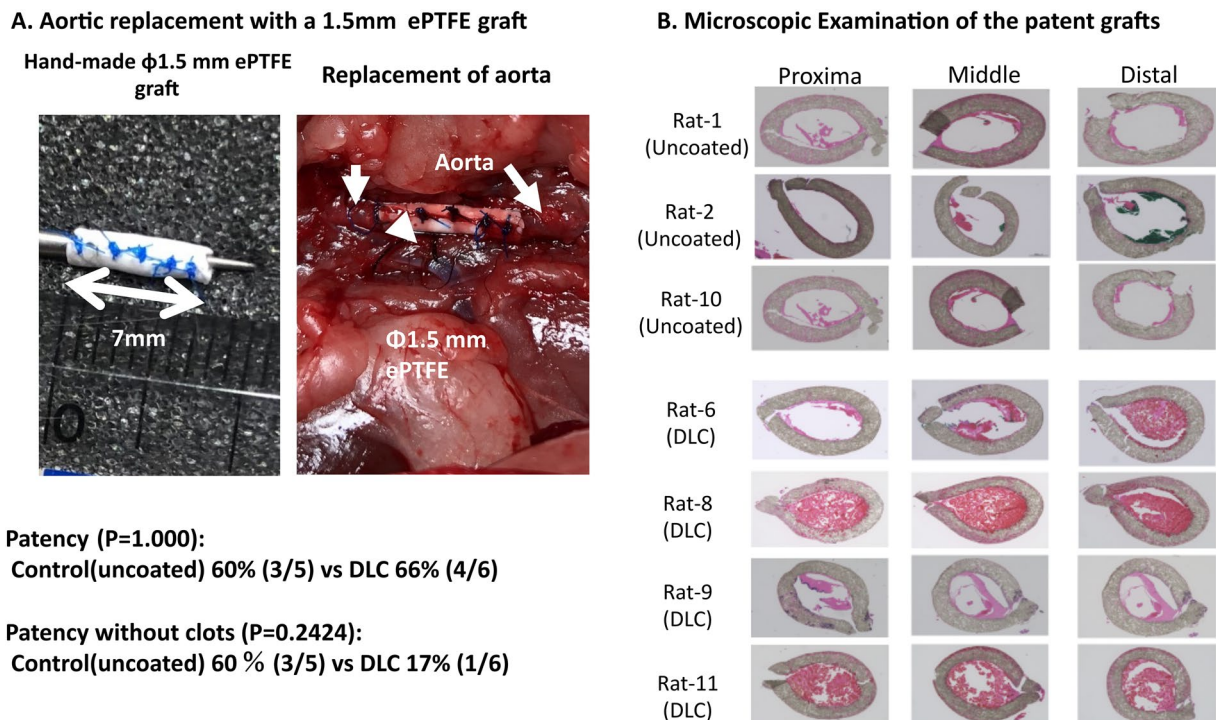 A. Aortic replacement with a 1.5mm ePTFE graft
Hand-made ϕ1.5 mm ePTFE
graft
Replacement of aorta
Aorta
7mm
Φ1.5 mm
ePTFE
0
Patency (P=1.000):
Control(uncoated) 60% (3/5) vs DLC 66% (4/6)
Patency without clots (P=0.2424):
Control(uncoated) 60 % (3/5) vs DLC 17% (1/6)
B. Microscopic Examination of the patent grafts
Proxima
Middle
Distal
Rat-1
(Uncoated)
Rat-2
(Uncoated)
Rat-10
(Uncoated)
Rat-6
(DLC)
Rat-8
(DLC)
Rat-9
(DLC)
Rat-11
(DLC)